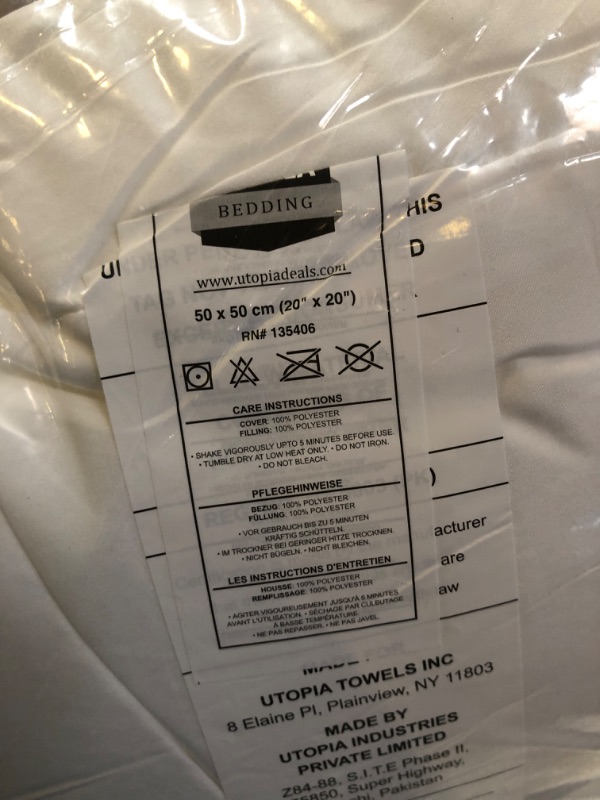 BEDDING
HIS
UNDER PE
D
www.utopiadeals.com
50 x 50 cm (20" x 20")
RN# 135406
CARE INSTRUCTIONS
COVER: 100% POLYESTER
FILLING: 100% POLYESTER
• SHAKE VIGOROUSLY UPTO 5 MINUTES BEFORE USE.
• TUMBLE DRY AT LOW HEAT ONLY. • DO NOT IRON.
• DO NOT BLEACH.
PFLEGEHINWEISE
BEZUG: 100% POLYESTER
FÜLLUNG: 100% POLYESTER
• VOR GEBRAUCH BIS ZU 5 MINUTEN
KRÄFTIG SCHÜTTELN.
• IM TROCKNER BEI GERINGER HITZE TROCKNEN.
• NICHT BÜGELN. • NICHT BLEICHEN.
)
acturer
are
aw
LES INSTRUCTIONS D'ENTRETIEN
HOUSSE: 100% POLYESTER
REMPLISSAGE: 100% POLYESTER
• AGITER VIGOUREUSEMENT JUSQU'À 5 MINUTES
AVANT L'UTILISATION. • SÉCHAGE PAR CULBUTAGE
À BASSE TEMPÉRATURE.
• NE PAS REPASSER. • NE PAS JAVEL.
UTOPIA TOWELS INC
8 Elaine Pl, Plainview, NY 11803
MADE BY
UTOPIA INDUSTRIES
PRIVATE LIMITED
Z84-88, S.I.T.E Phase II,
75850, Super Highway,
hi, Pakistan